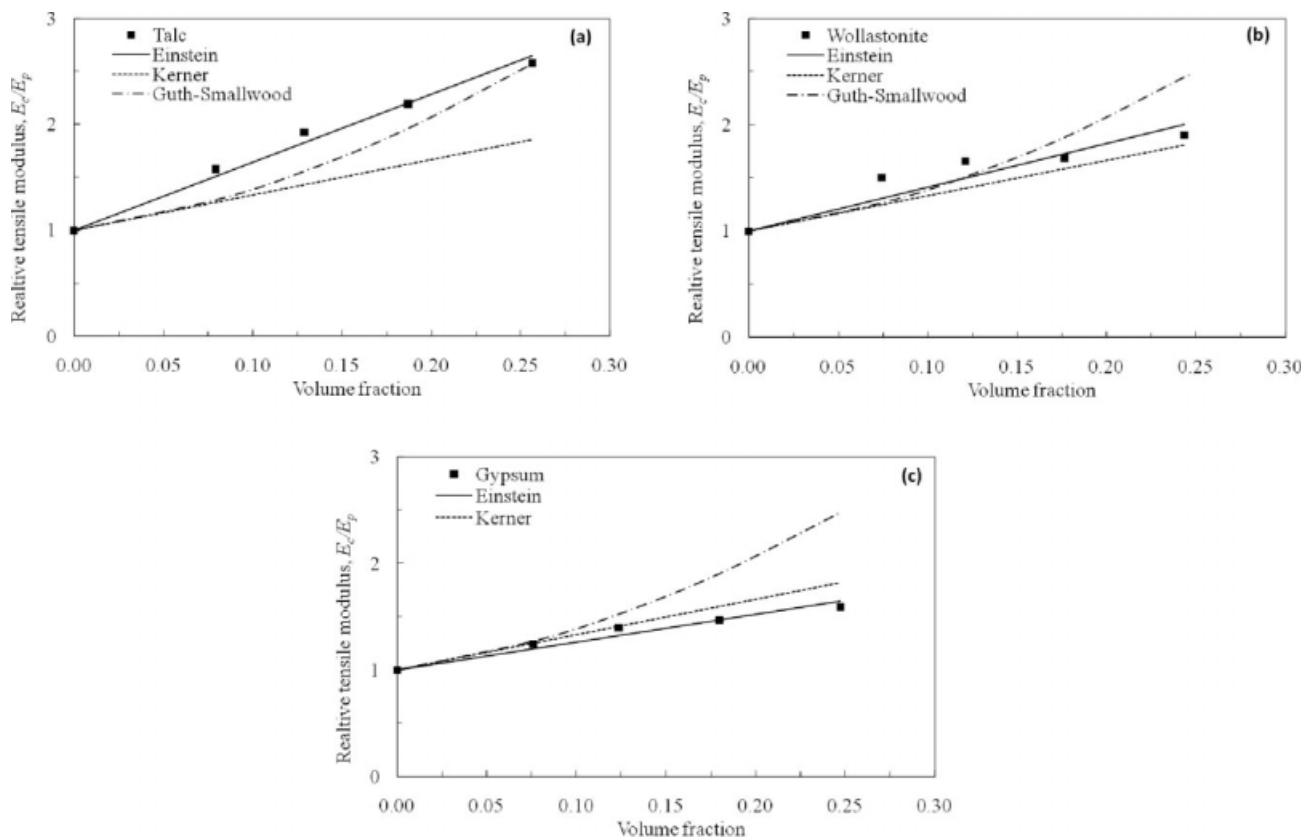 3
Talc
(a)
Einstein
Kerner
Guth-Smallwood
2
1
0
Realtive tensile modulus, Ec/Ep
0.00 0.05 0.10 0.15 0.20 0.25 0.30
Volume fraction
3
Wollastonite
(b)
Einstein
Kerner
Guth-Smallwood
2
1
0
Realtive tensile modulus, Ec/Ep
0.00 0.05 0.10 0.15 0.20 0.25 0.30
Volume fraction
3
Gypsum
(c)
Einstein
Kerner
2
1
0
Realtive tensile modulus, Ec/Ep
0.00 0.05 0.10 0.15 0.20 0.25 0.30
Volume fraction